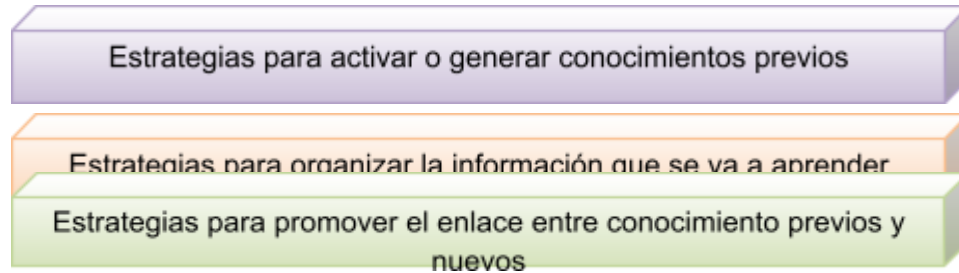 Estrategias para activar o generar conocimientos previos
Estrategias para organizar la información que se va a aprender
Estrategias para promover el enlace entre conocimiento previos y
nuevos